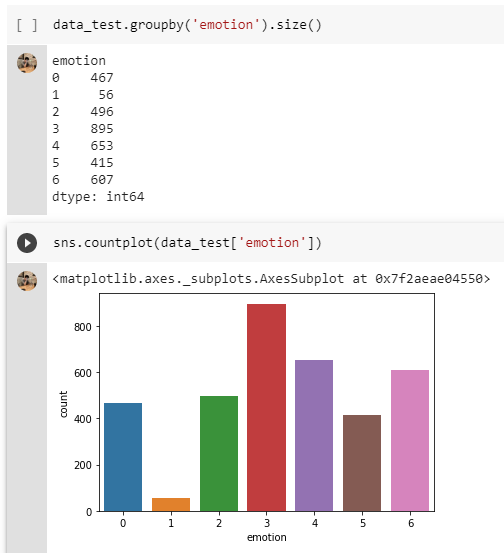 [ ] data_test.groupby('emotion').size()
emotion
0 467
1 56
2 496
3 895
4 653
5 415
6 607
dtype: int64
sns.countplot(data_test['emotion'])
<matplotlib.axes._subplots.AxesSubplot at 0x7f2aeae04550>
800
600
400
200
0
count
0 1 2 3 4 5 6
emotion